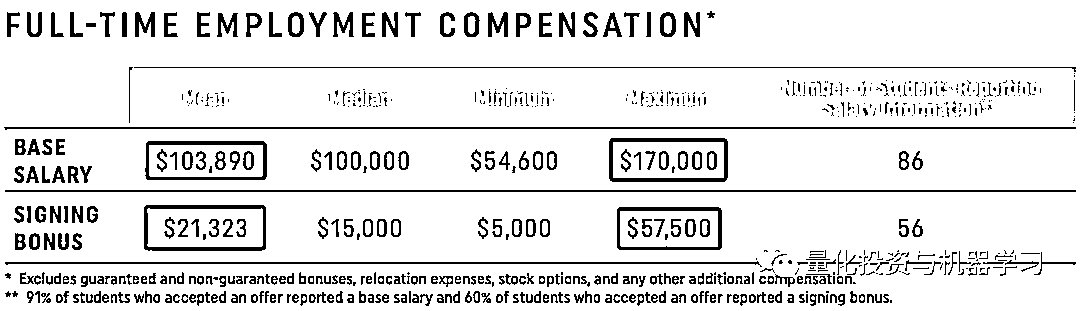 FULL-TIME EMPLOYMENT COMPENSATION*
Mean Median Minimum Maximum Number of Students Reporting
Salary Information**
BASE
SALARY $103,890 $100,000 $54,600 $170,000 86
SIGNING
BONUS $21,323 $15,000 $5,000 $57,500 56
量化投资与机器学习
* Excludes guaranteed and non-guaranteed bonuses, relocation expenses, stock options, and any other additional compensation.
** 91% of students who accepted an offer reported a base salary and 60% of students who accepted an offer reported a signing bonus.